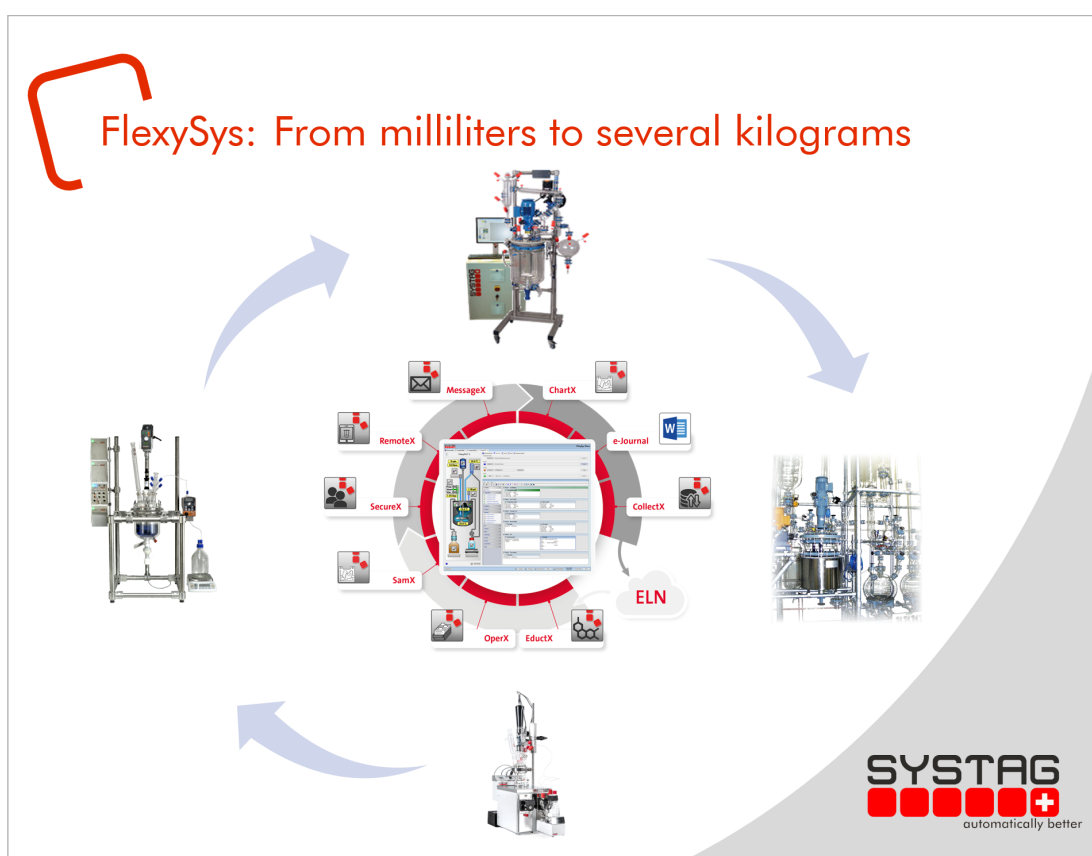 FlexySys: From milliliters to several kilograms
SYSTAG
MessageX
ChartX
RemoteX
e-Journal
W
SecureX
CollectX
SamX
ELN
OperX
EductX
SYSTAG
automatically better